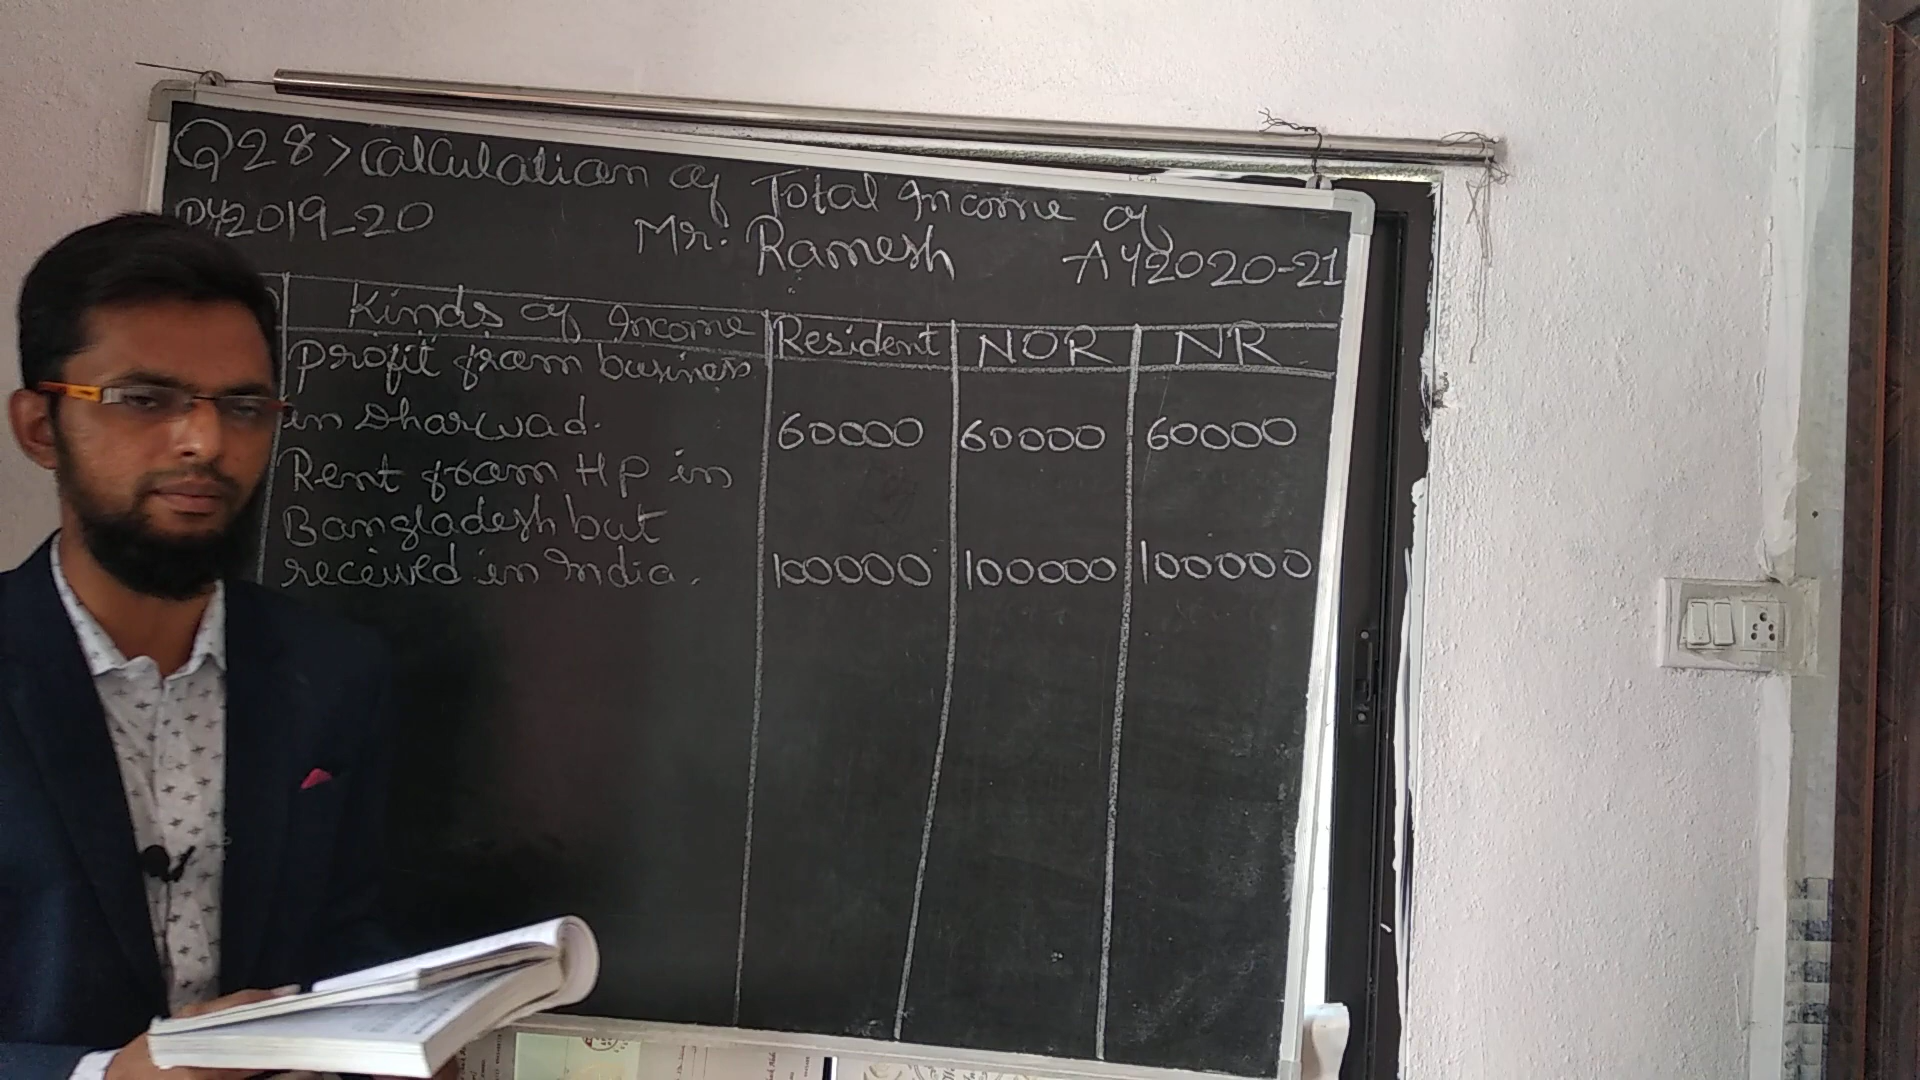 Q28> Calculation of Total Income of
PY2019-20 Mr. Ramesh AY2020-21
Kinds of Income Resident NOR NR
Profit from business
in Dharwad. 60000 60000 60000
Rent from HP in
Bangladesh but
received in India. 100000 100000 100000